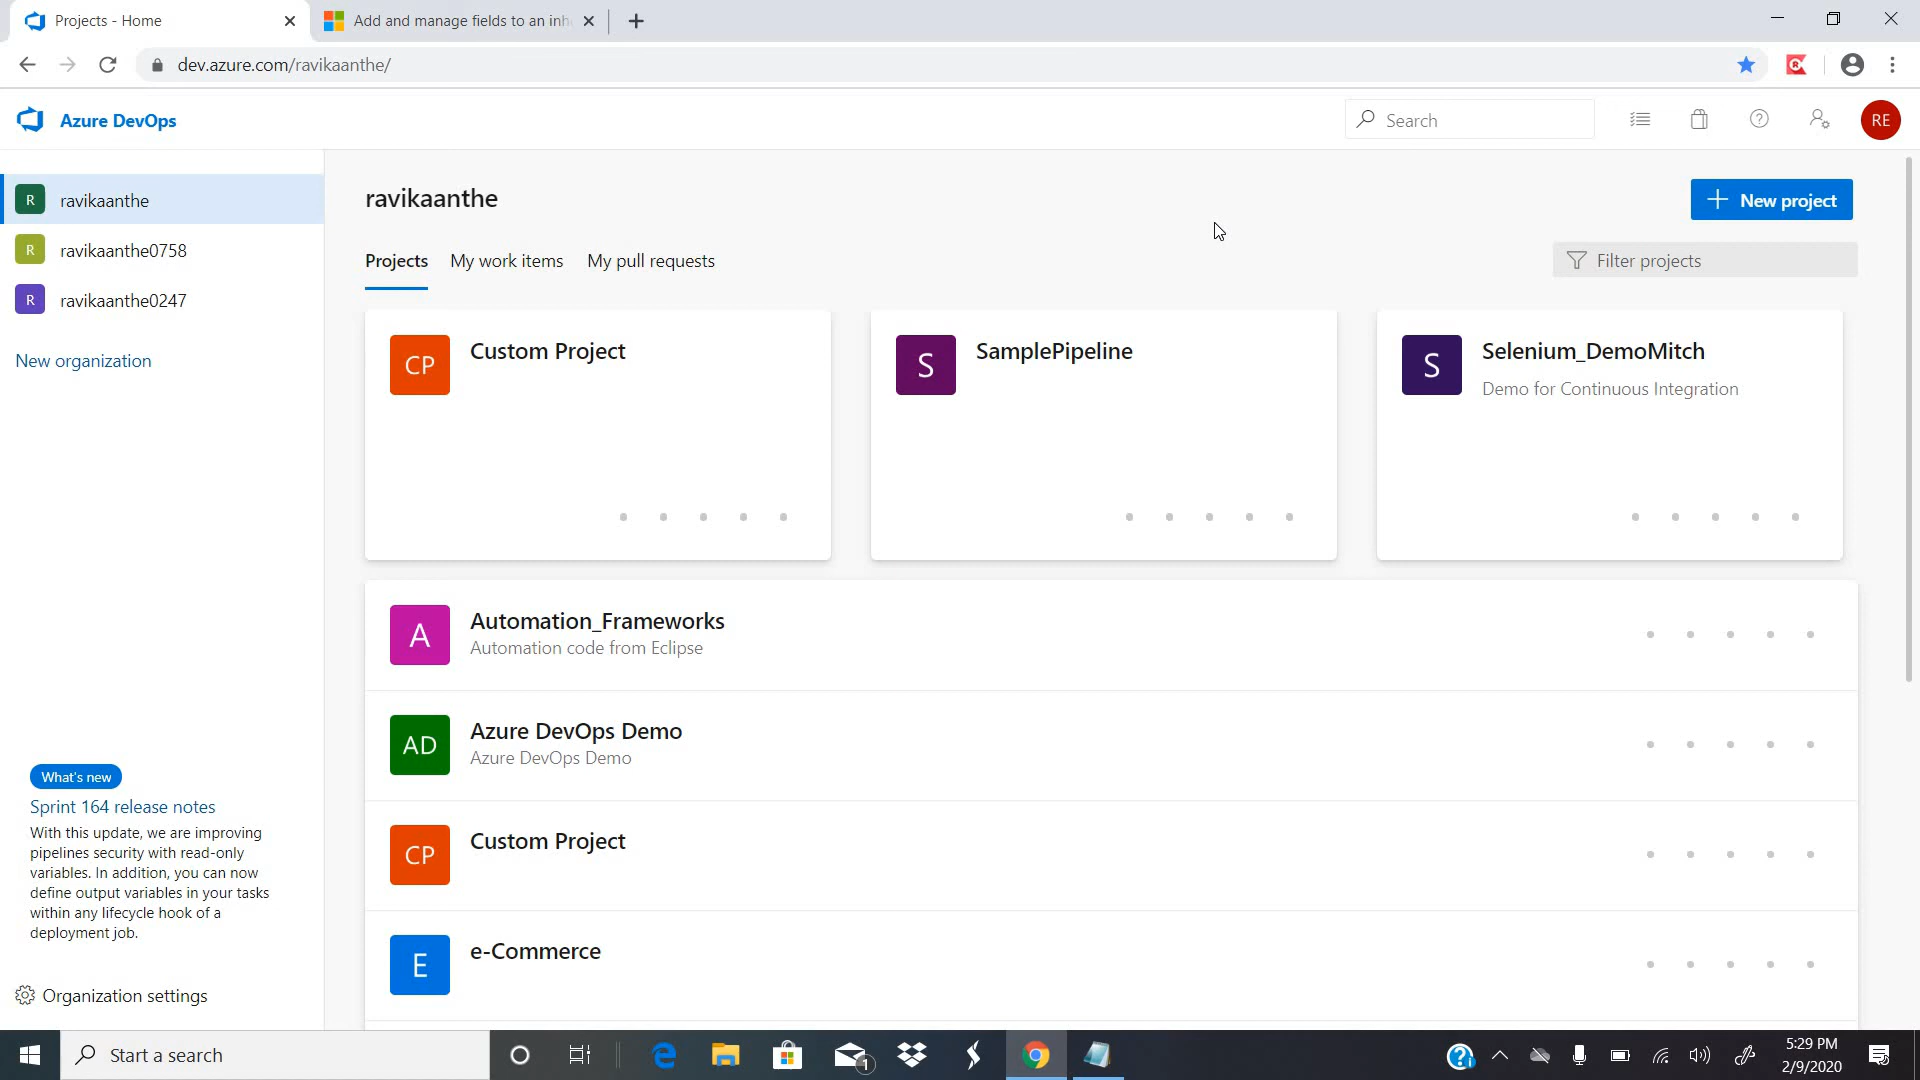 Projects - Home
Add and manage fields to an inh
dev.azure.com/ravikaanthe/
Azure DevOps
Search
RE
R ravikaanthe
R ravikaanthe0758
R ravikaanthe0247
New organization
ravikaanthe
New project
Projects My work items My pull requests
Filter projects
CP Custom Project
S SamplePipeline
S Selenium_DemoMitch
Demo for Continuous Integration
A Automation_Frameworks
Automation code from Eclipse
AD Azure DevOps Demo
Azure DevOps Demo
CP Custom Project
E e-Commerce
What's new
Sprint 164 release notes
With this update, we are improving
pipelines security with read-only
variables. In addition, you can now
define output variables in your tasks
within any lifecycle hook of a
deployment job.
Organization settings
Start a search
1
5:29 PM
2/9/2020